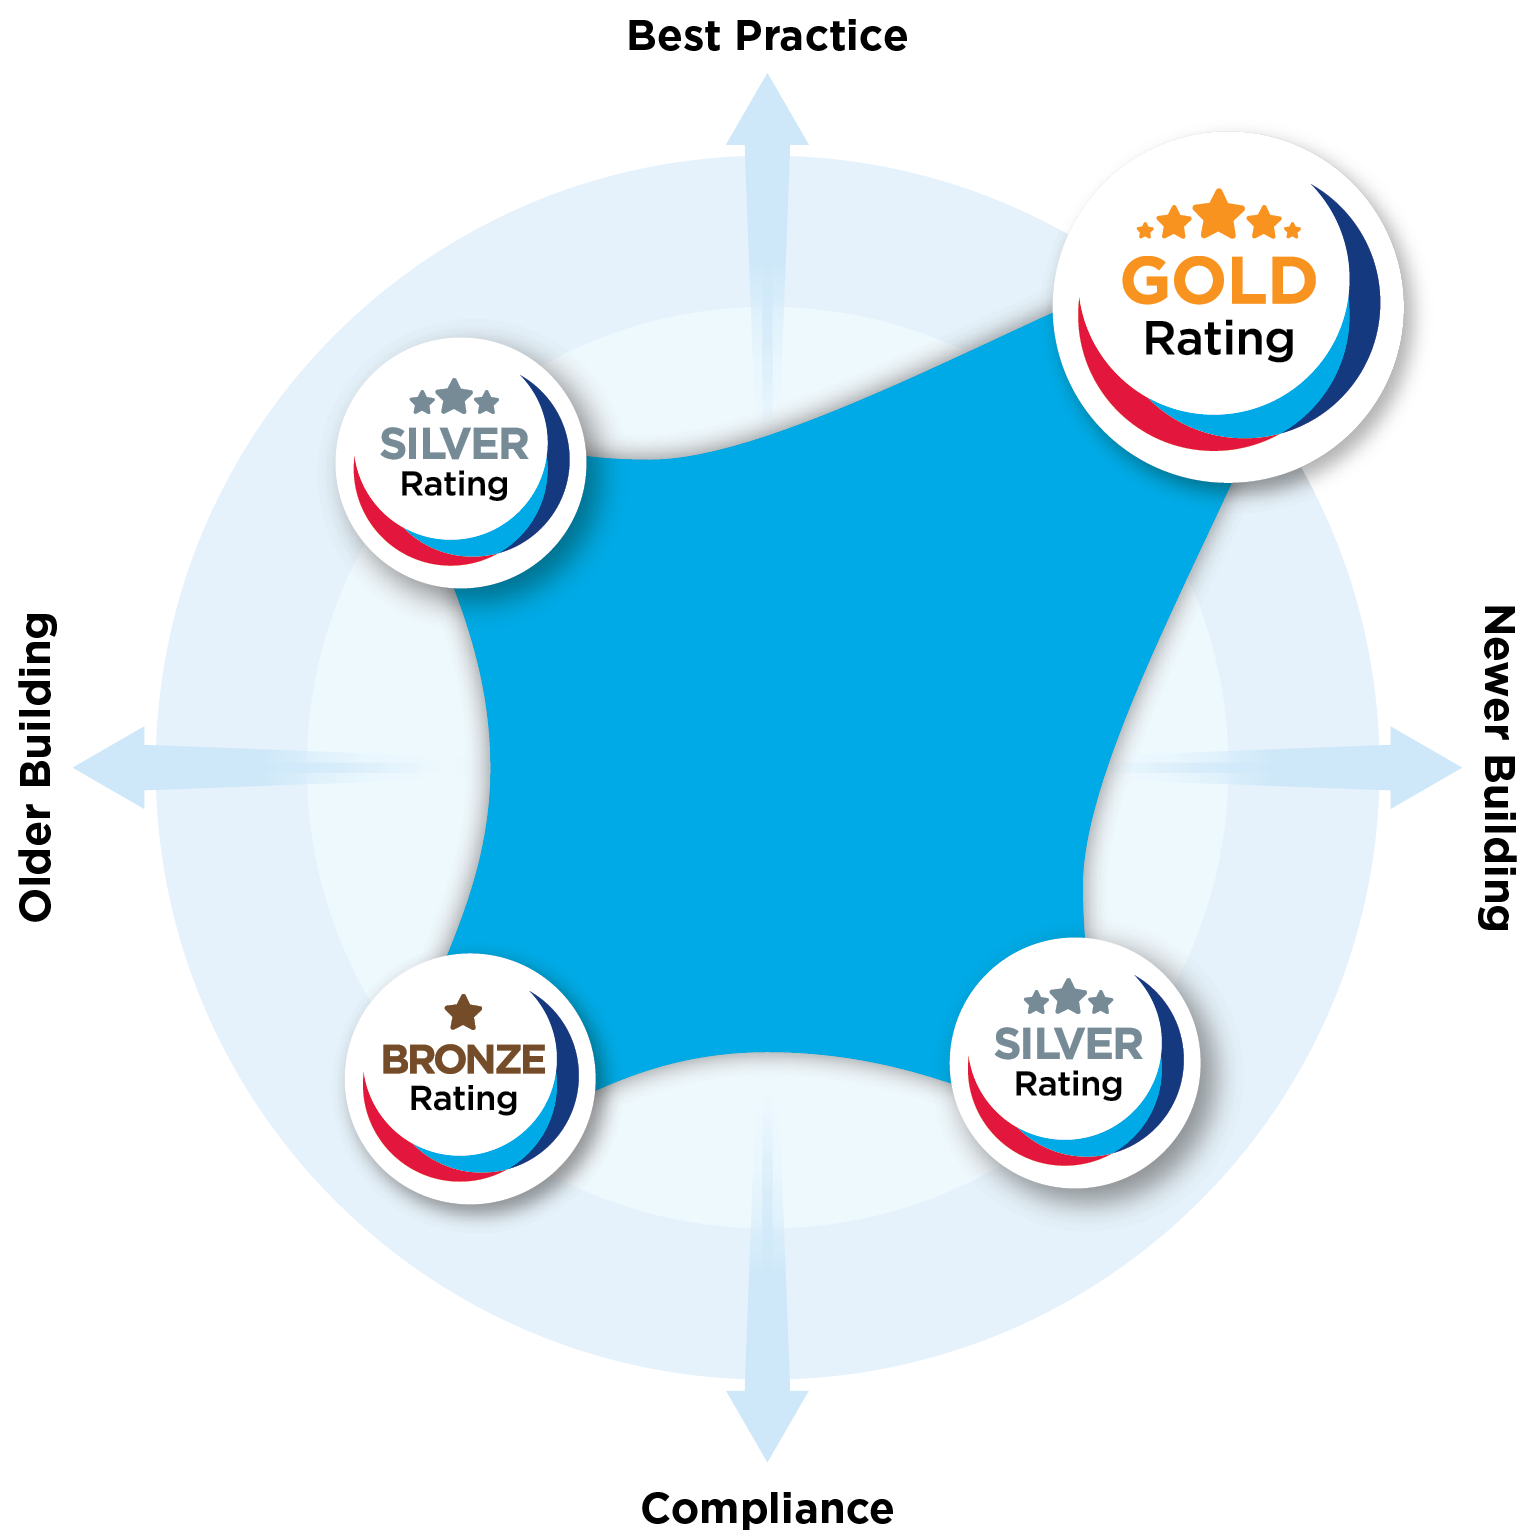 Best Practice
GOLD
Rating
SILVER
Rating
Older Building
Newer Building
BRONZE
Rating
SILVER
Rating
Compliance